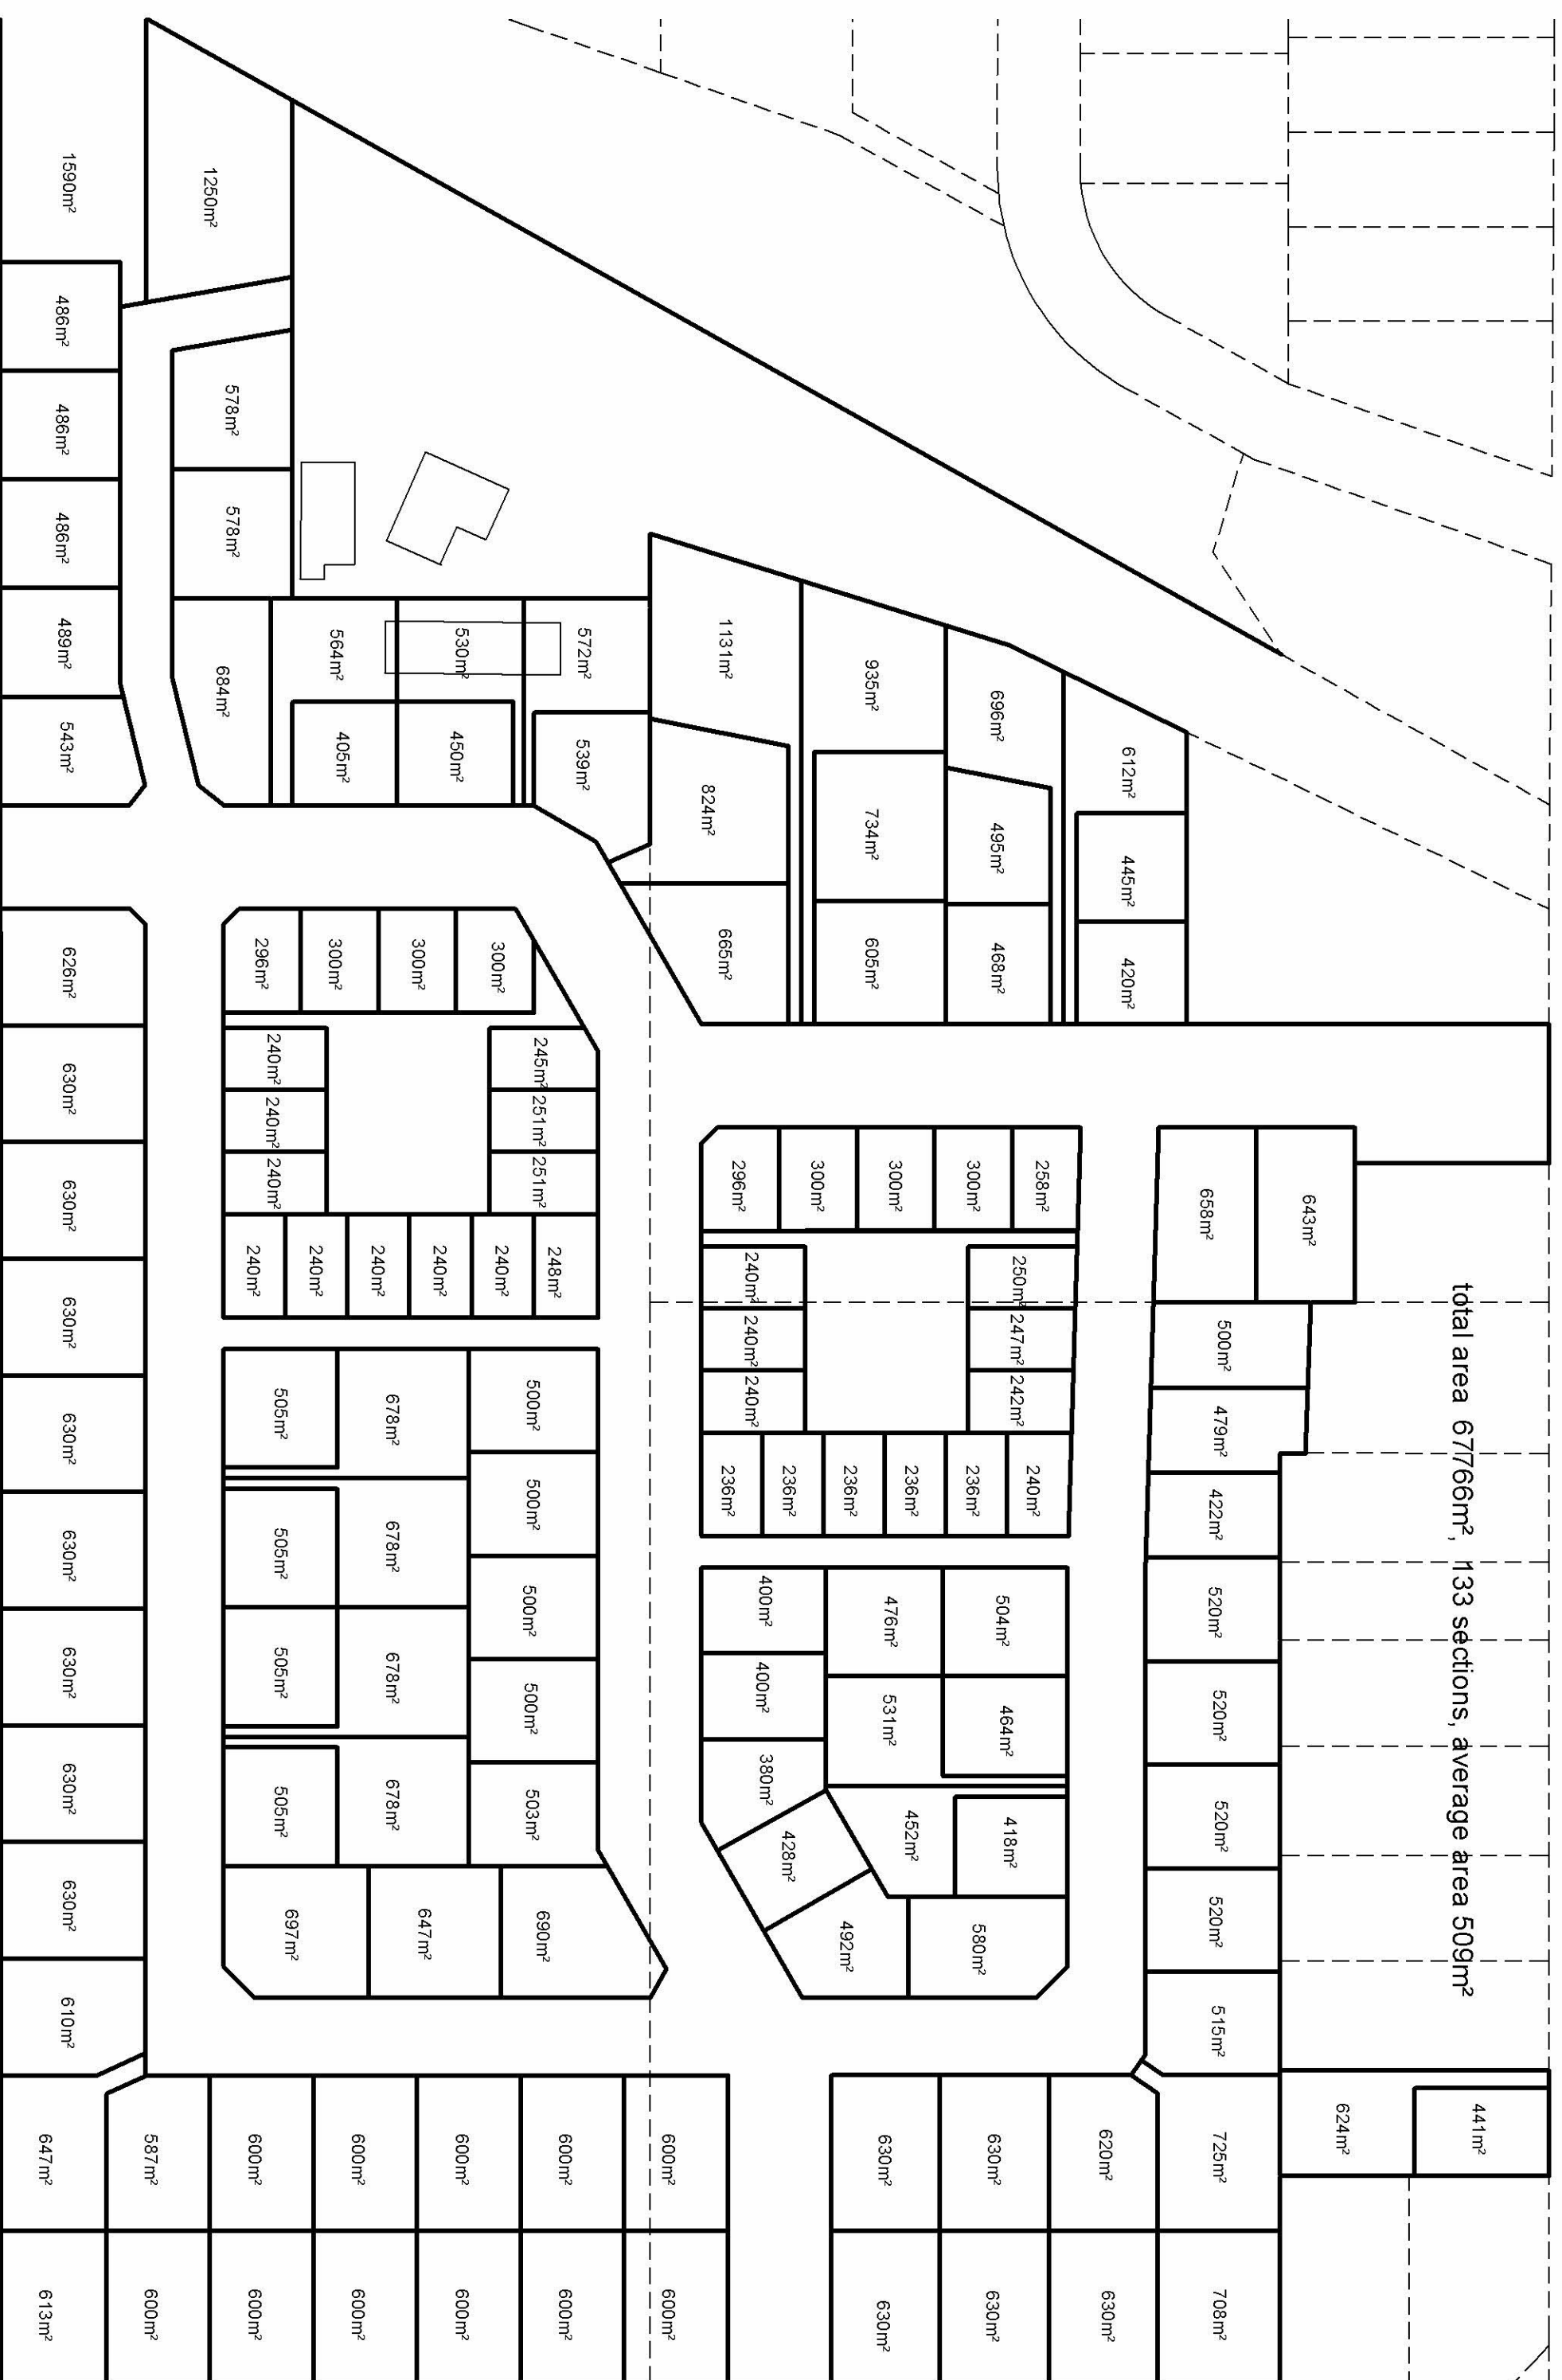 total area 67766m², 133 sections, average area 509m²
441m²
624m²
643m²
658m²
500m²
479m²
422m²
520m²
520m²
520m²
520m²
515m²
725m²
708m²
612m²
445m²
420m²
620m²
630m²
258m²
250m²
247m²
242m²
240m²
504m²
464m²
418m²
580m²
696m²
495m²
468m²
300m²
236m²
630m²
630m²
935m²
734m²
605m²
300m²
236m²
476m²
531m²
452m²
492m²
630m²
630m²
300m²
236m²
1131m²
824m²
665m²
296m²
240m²
240m²
240m²
236m²
236m²
400m²
400m²
380m²
428m²
600m²
600m²
572m²
539m²
245m²
251m²
251m²
248m²
500m²
500m²
500m²
500m²
503m²
690m²
600m²
600m²
530m²
450m²
300m²
240m²
240m²
647m²
600m²
600m²
564m²
405m²
300m²
300m²
240m²
240m²
678m²
678m²
678m²
678m²
600m²
600m²
1250m²
578m²
578m²
684m²
296m²
240m²
240m²
240m²
240m²
505m²
505m²
505m²
505m²
697m²
600m²
600m²
587m²
600m²
1590m²
486m²
486m²
486m²
489m²
543m²
626m²
630m²
630m²
630m²
630m²
630m²
630m²
630m²
630m²
610m²
647m²
613m²